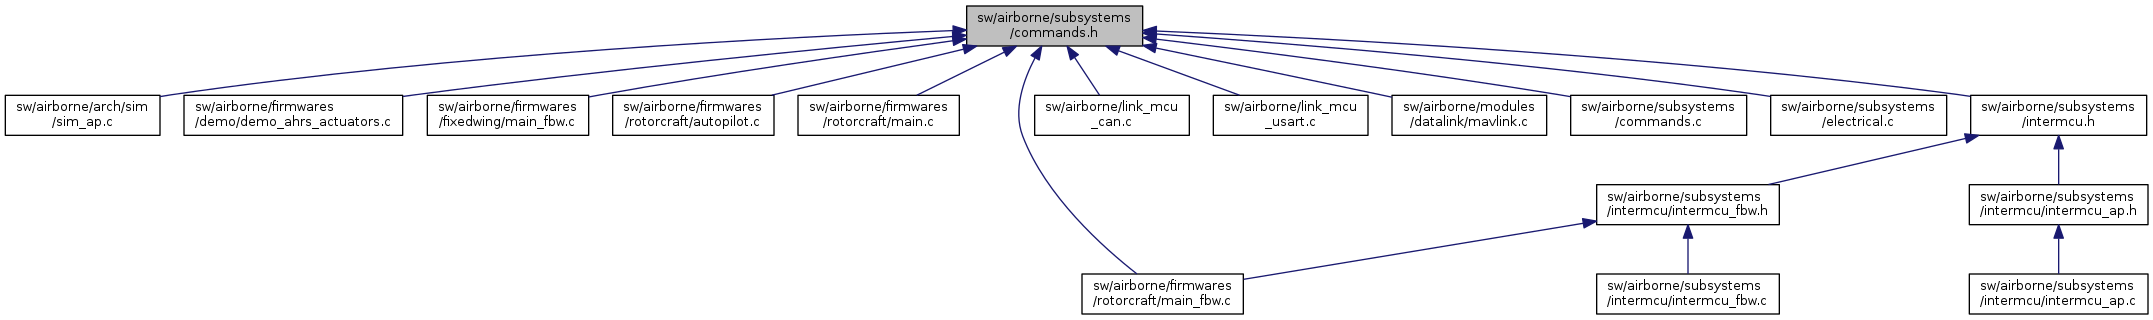 sw/airborne/subsystems
/commands.h
sw/airborne/arch/sim
/sim_ap.c
sw/airborne/firmwares
/demo/demo_ahrs_actuators.c
sw/airborne/firmwares
/fixedwing/main_fbw.c
sw/airborne/firmwares
/rotorcraft/autopilot.c
sw/airborne/firmwares
/rotorcraft/main.c
sw/airborne/link_mcu
_can.c
sw/airborne/link_mcu
_usart.c
sw/airborne/modules
/datalink/mavlink.c
sw/airborne/subsystems
/commands.c
sw/airborne/subsystems
/electrical.c
sw/airborne/subsystems
/intermcu.h
sw/airborne/subsystems
/intermcu/intermcu_fbw.h
sw/airborne/subsystems
/intermcu/intermcu_ap.h
sw/airborne/firmwares
/rotorcraft/main_fbw.c
sw/airborne/subsystems
/intermcu/intermcu_fbw.c
sw/airborne/subsystems
/intermcu/intermcu_ap.c